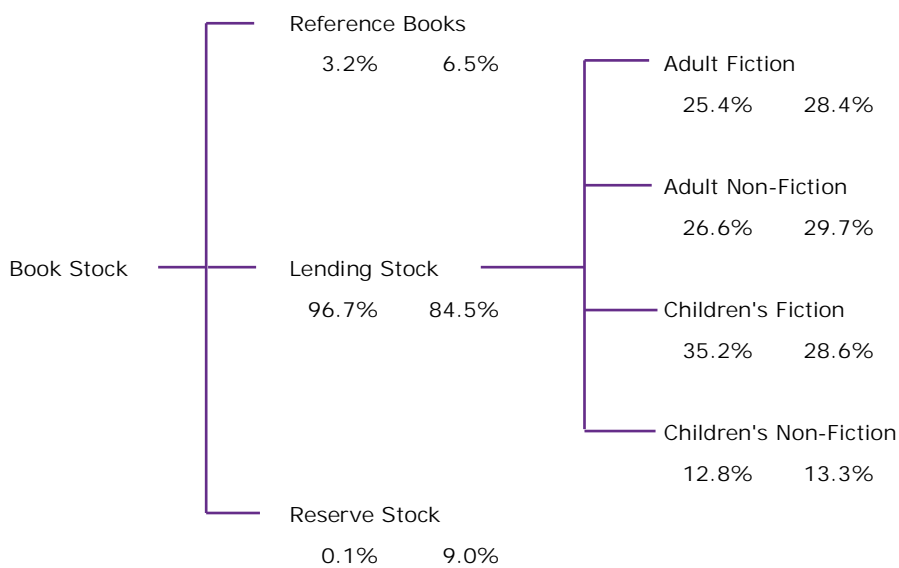 Reference Books
3.2% 6.5%
Adult Fiction
25.4% 28.4%
Adult Non-Fiction
26.6% 29.7%
Book Stock
Lending Stock
96.7% 84.5%
Children's Fiction
35.2% 28.6%
Children's Non-Fiction
12.8% 13.3%
Reserve Stock
0.1% 9.0%